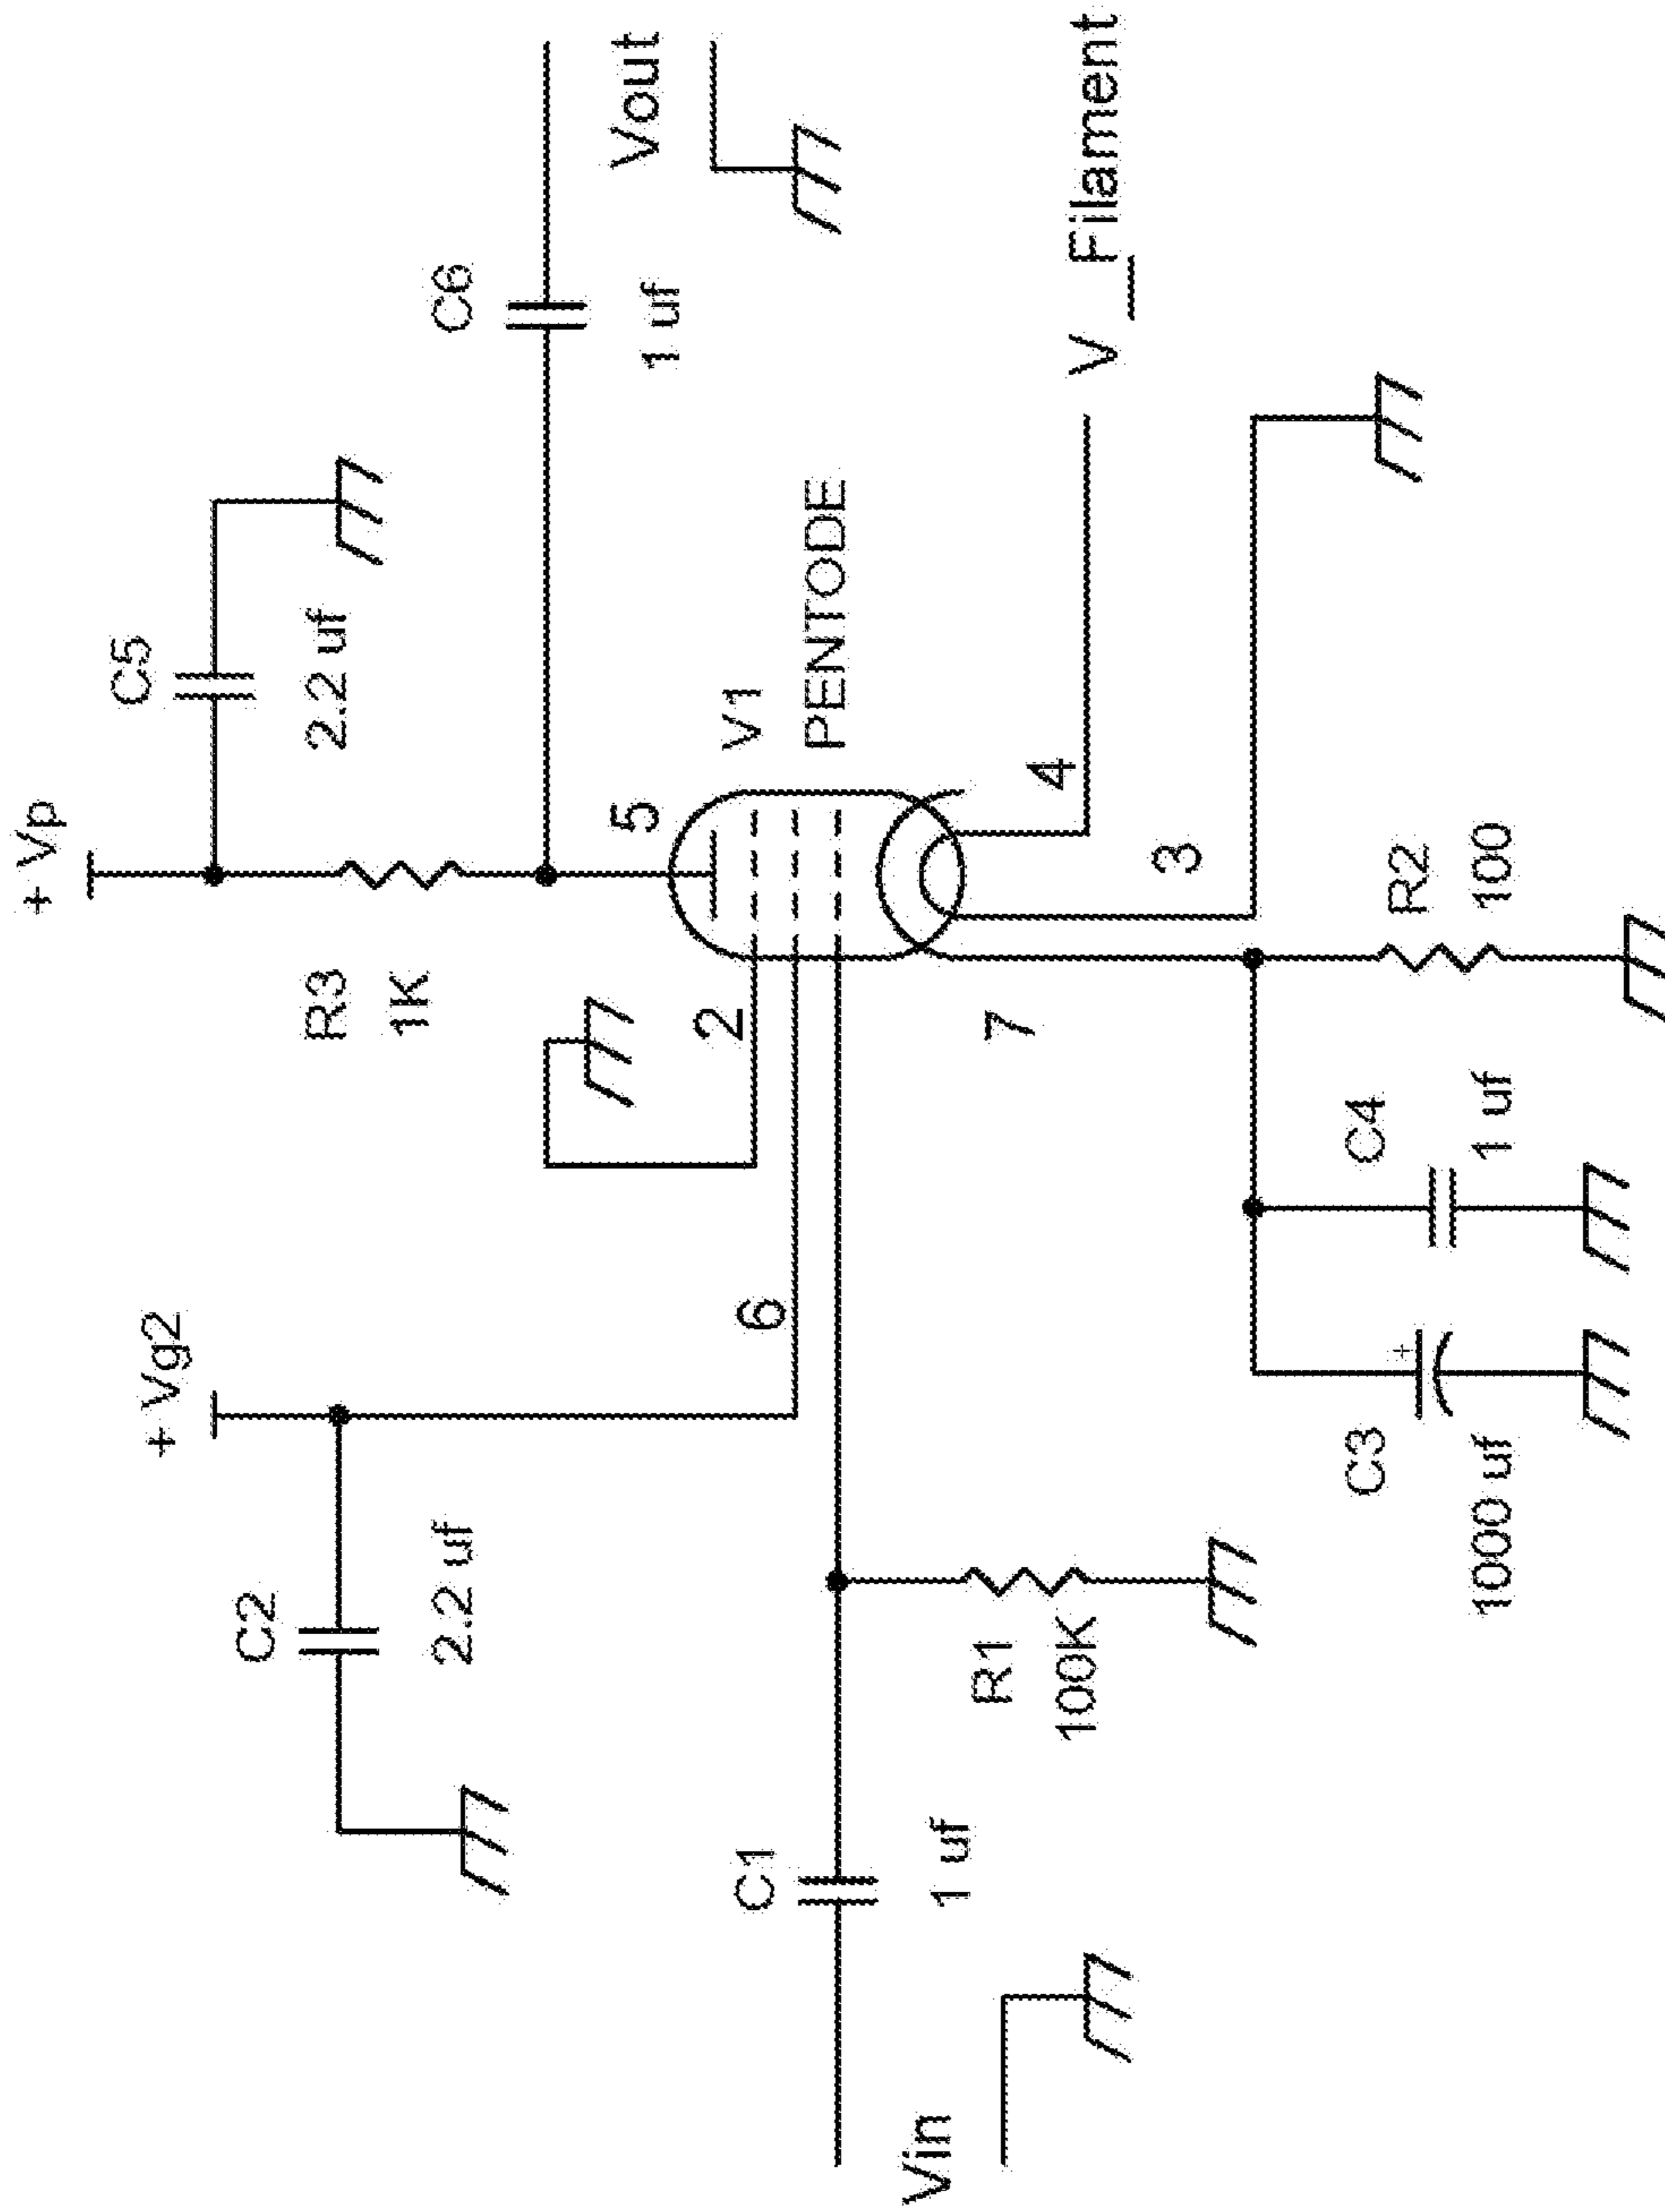 + Vp
C5
2.2 uf
+ Vg2
C2
2.2 uf
R3
1K
C6
1 uf
Vout
2
5
V1
PENTODE
6
C1
1 uf
Vin
R1
100K
7
4
3
V_Filament
C3
+
1000 uf
C4
1 uf
R2
100